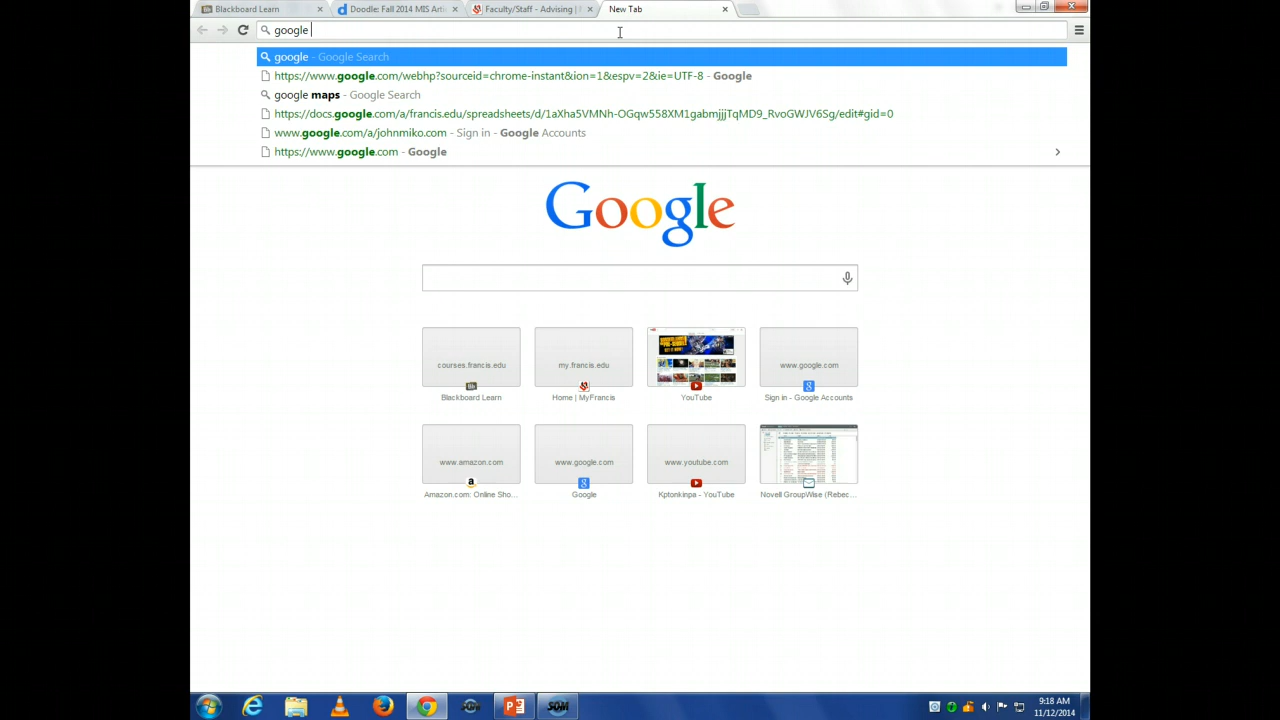 Blackboard Learn
Doodle: Fall 2014 MIS Arti
Faculty/Staff - Advising |
New Tab
google
google - Google Search
https://www.google.com/webhp?sourceid=chrome-instant&ion=1&espv=2&ie=UTF-8 - Google
google maps - Google Search
https://docs.google.com/a/francis.edu/spreadsheets/d/1aXha5VMNh-OGqw558XM1gabmjjjTqMD9_RvoGWJV6Sg/edit#gid=0
www.google.com/a/johnmiko.com - Sign in - Google Accounts
https://www.google.com - Google
Google
courses.francis.edu
my.francis.edu
www.google.com
Blackboard Learn
Home | MyFrancis
YouTube
Sign in - Google Accounts
www.amazon.com
www.google.com
www.youtube.com
Amazon.com: Online Sho...
Google
Kptonkinpa - YouTube
Novell GroupWise (Rebec...
9:18 AM
11/12/2014